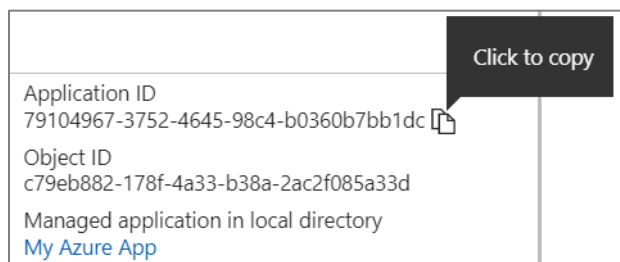 Click to copy
Application ID
79104967-3752-4645-98c4-b0360b7bb1dc
Object ID
c79eb882-178f-4a33-b38a-2ac2f085a33d
Managed application in local directory
My Azure App